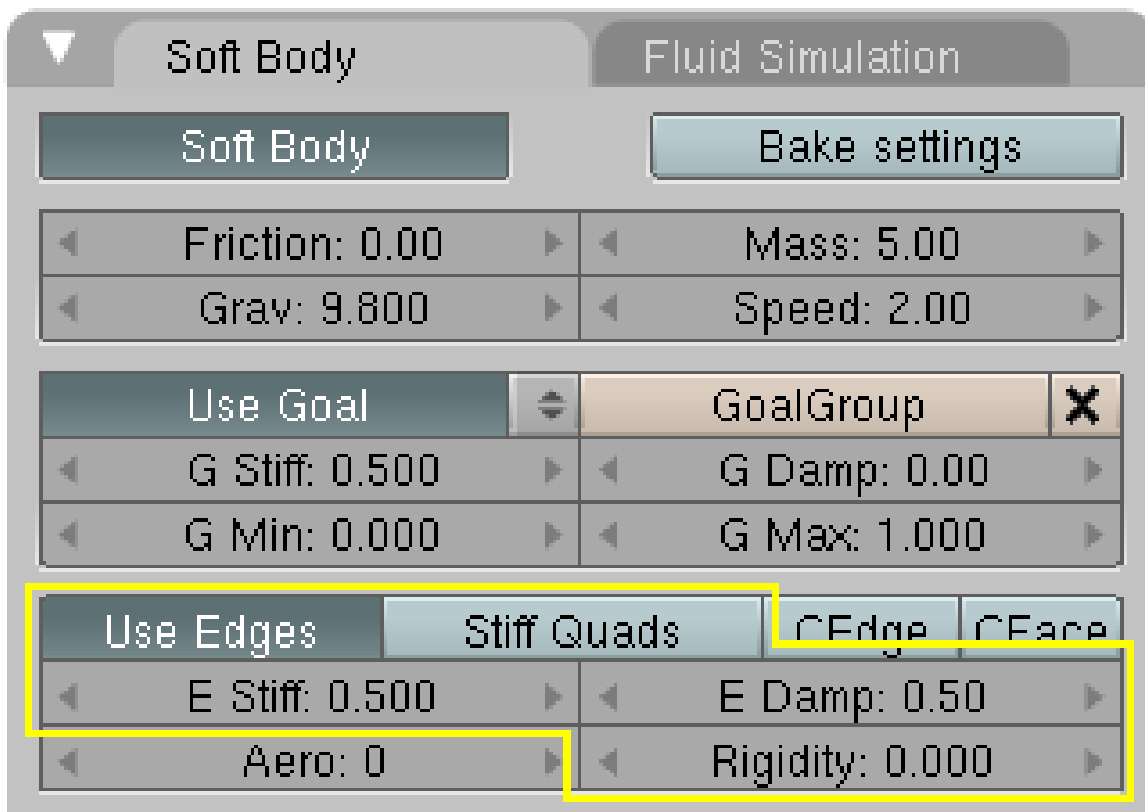 Soft Body Fluid Simulation
Soft Body Bake settings
Friction: 0.00 Mass: 5.00
Grav: 9.800 Speed: 2.00
Use Goal GoalGroup
G Stiff: 0.500 G Damp: 0.00
G Min: 0.000 G Max: 1.000
Use Edges Stiff Quads CEdge CFace
E Stiff: 0.500 E Damp: 0.50
Aero: 0 Rigidity: 0.000